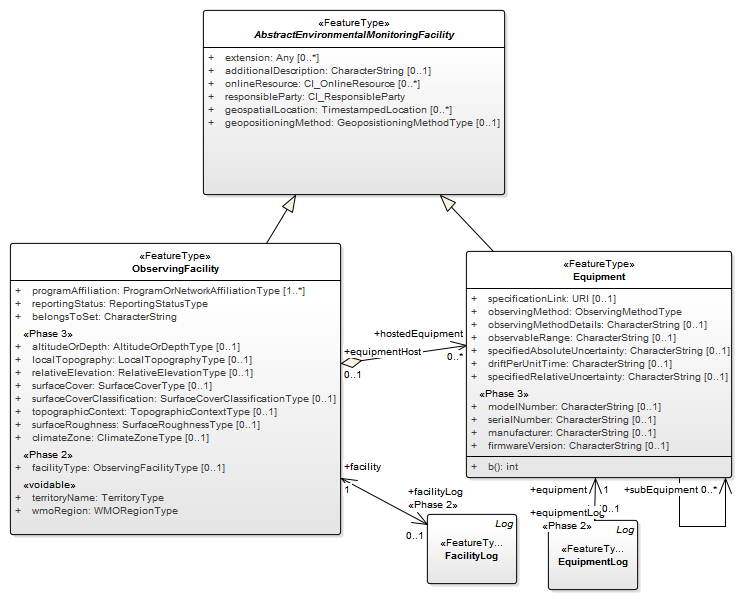 «FeatureType»
AbstractEnvironmentalMonitoringFacility
+ extension: Any [0..*]
+ additionalDescription: CharacterString [0..1]
+ onlineResource: CI_OnlineResource [0..*]
+ responsibleParty: CI_ResponsibleParty
+ geospatialLocation: TimestampedLocation [0..*]
+ geopositioningMethod: GeoposistioningMethodType [0..1]
«FeatureType»
ObservingFacility
+ programAffiliation: ProgramOrNetworkAffiliationType [1..*]
+ reportingStatus: ReportingStatusType
+ belongsToSet: CharacterString
«Phase 3»
+ altitudeOrDepth: AltitudeOrDepthType [0..1]
+ localTopography: LocalTopographyType [0..1]
+ relativeElevation: RelativeElevationType [0..1]
+ surfaceCover: SurfaceCoverType [0..1]
+ surfaceCoverClassification: SurfaceCoverClassificationType [0..1]
+ topographicContext: TopographicContextType [0..1]
+ surfaceRoughness: SurfaceRoughnessType [0..1]
+ climateZone: ClimateZoneType [0..1]
«Phase 2»
+ facilityType: ObservingFacilityType [0..1]
«voidable»
+ territoryName: TerritoryType
+ wmoRegion: WMORegionType
«FeatureType»
Equipment
+ specificationLink: URI [0..1]
+ observingMethod: ObservingMethodType
+ observingMethodDetails: CharacterString [0..1]
+ observableRange: CharacterString [0..1]
+ specifiedAbsoluteUncertainty: CharacterString [0..1]
+ driftPerUnitTime: CharacterString [0..1]
+ specifiedRelativeUncertainty: CharacterString [0..1]
«Phase 3»
+ modelNumber: CharacterString [0..1]
+ serialNumber: CharacterString [0..1]
+ manufacturer: CharacterString [0..1]
+ firmwareVersion: CharacterString [0..1]
+ b(): int
+hostedEquipment
0..*
+equipmentHost
0..1
+facility
1
+facilityLog
«Phase 2»
0..1
Log
«FeatureTy...
FacilityLog
+equipment
1
+subEquipment 0..*
+equipmentLog
0..1
«Phase 2»
Log
«FeatureTy...
EquipmentLog